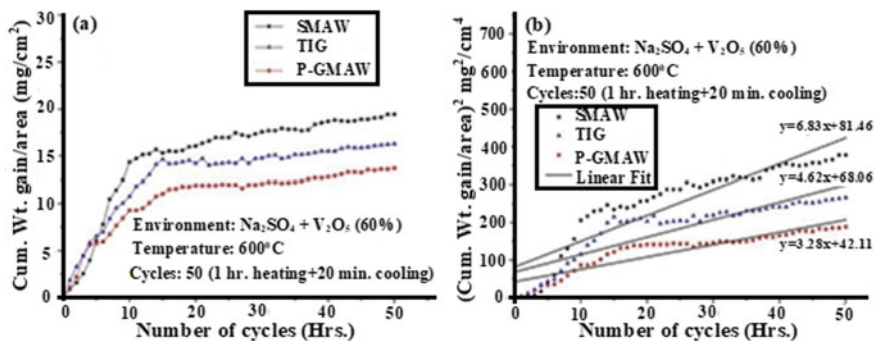 (a)
SMAW
TIG
P-GMAW
Cum. Wt. gain/area (mg/cm²)
30
25
20
15
10
5
0
Environment: Na₂SO₄ + V₂O₅ (60%)
Temperature: 600⁰C
Cycles: 50 (1 hr. heating+20 min. cooling)
0 10 20 30 40 50
Number of cycles (Hrs.)
(b)
Environment: Na₂SO₄ + V₂O₅ (60%)
Temperature: 600⁰C
Cycles:50 (1 hr. heating+20 min. cooling)
SMAW
TIG
P-GMAW
Linear Fit
y=6.83x+81.46
y=4.62x+68.06
y=3.28x+42.11
((Cum. Wt. gain/area)² mg²/cm⁴
700
600
500
400
300
200
100
0
0 10 20 30 40 50
Number of cycles (Hrs.)